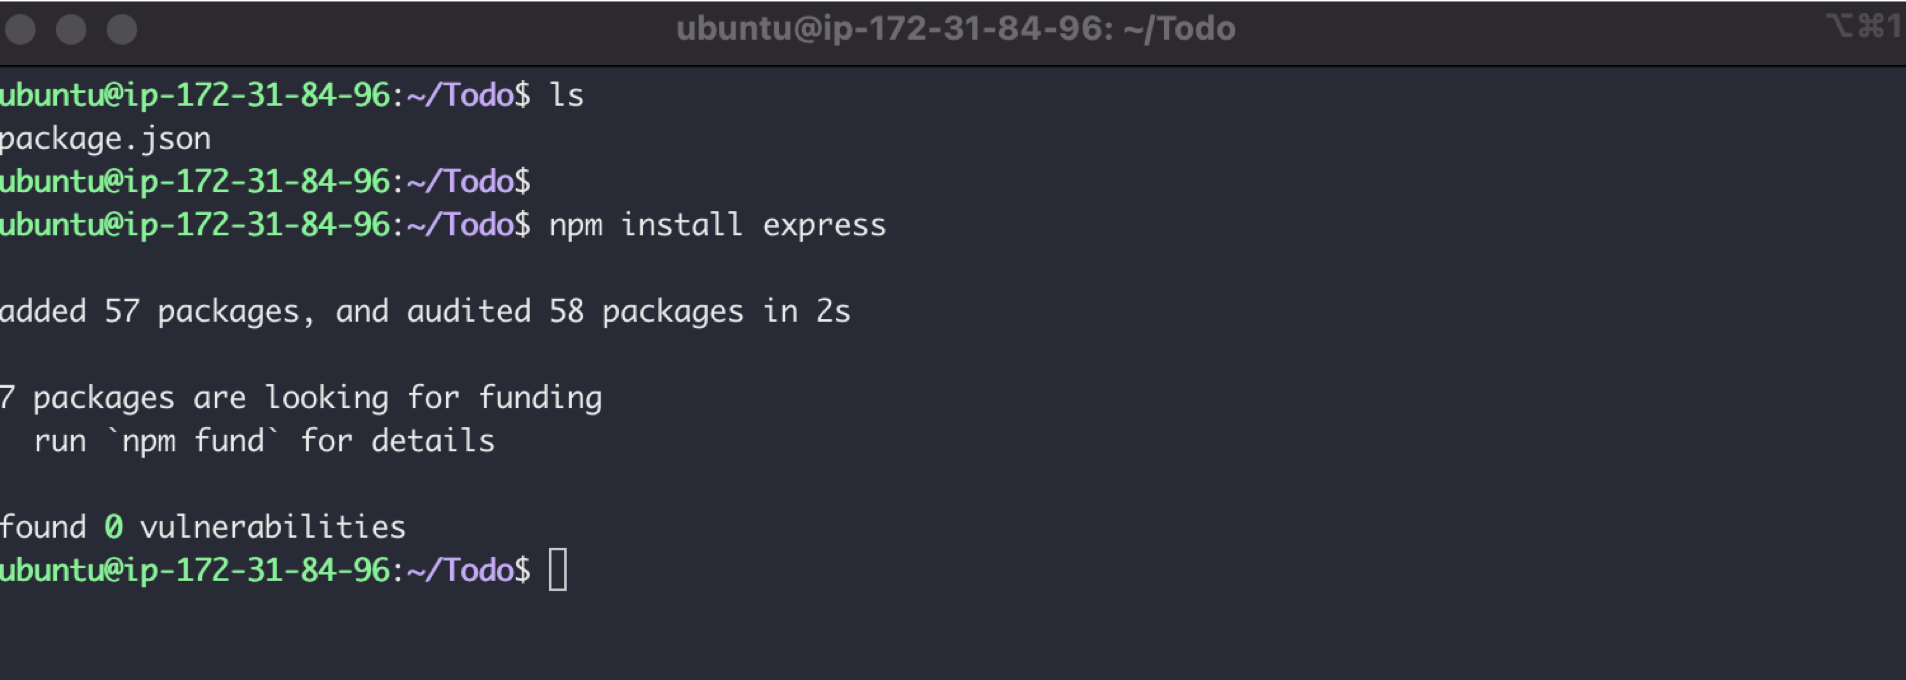 ubuntu@ip-172-31-84-96: ~/Todo ⌥⌘1
ubuntu@ip-172-31-84-96:~/Todo$ ls
package.json
ubuntu@ip-172-31-84-96:~/Todo$
ubuntu@ip-172-31-84-96:~/Todo$ npm install express
added 57 packages, and audited 58 packages in 2s
7 packages are looking for funding
run `npm fund` for details
found 0 vulnerabilities
ubuntu@ip-172-31-84-96:~/Todo$